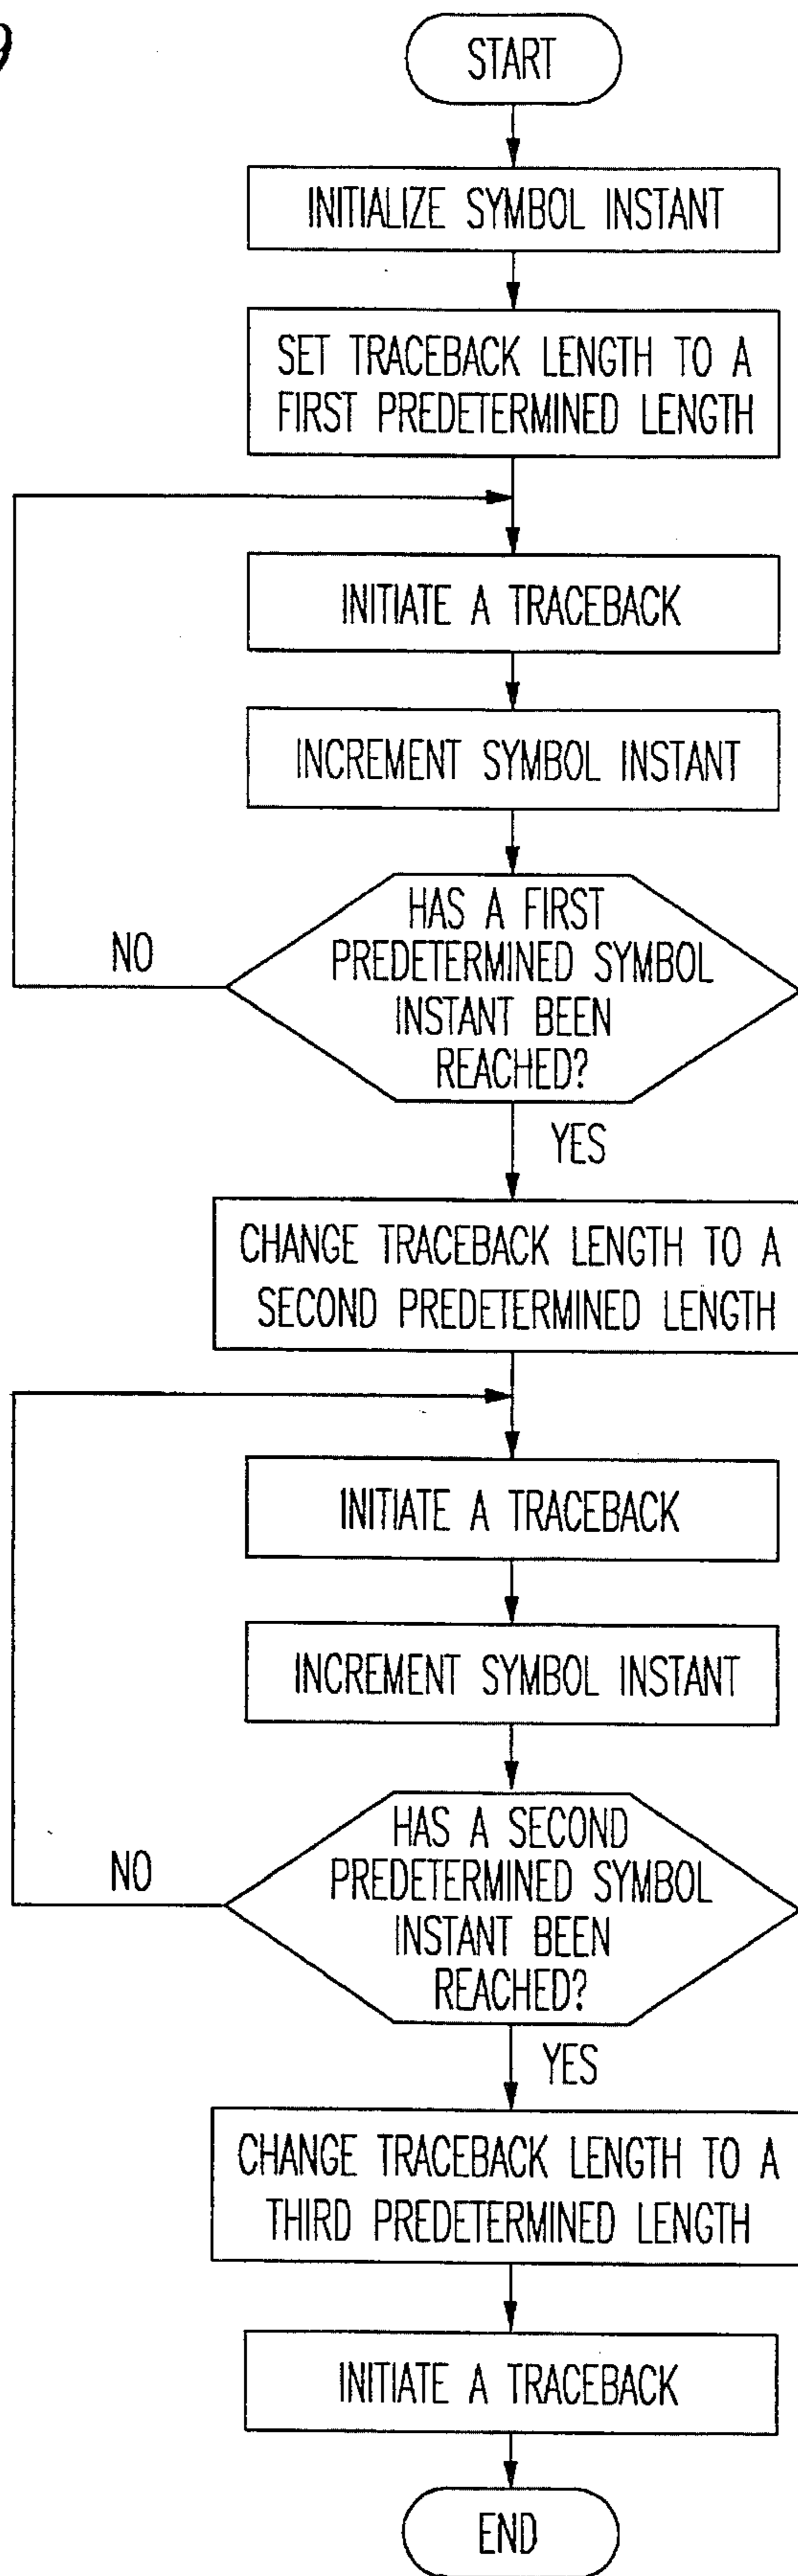 9
START
INITIALIZE SYMBOL INSTANT
SET TRACEBACK LENGTH TO A
FIRST PREDETERMINED LENGTH
INITIATE A TRACEBACK
INCREMENT SYMBOL INSTANT
HAS A FIRST
PREDETERMINED SYMBOL
INSTANT BEEN
REACHED?
NO
YES
CHANGE TRACEBACK LENGTH TO A
SECOND PREDETERMINED LENGTH
INITIATE A TRACEBACK
INCREMENT SYMBOL INSTANT
HAS A SECOND
PREDETERMINED SYMBOL
INSTANT BEEN
REACHED?
NO
YES
CHANGE TRACEBACK LENGTH TO A
THIRD PREDETERMINED LENGTH
INITIATE A TRACEBACK
END